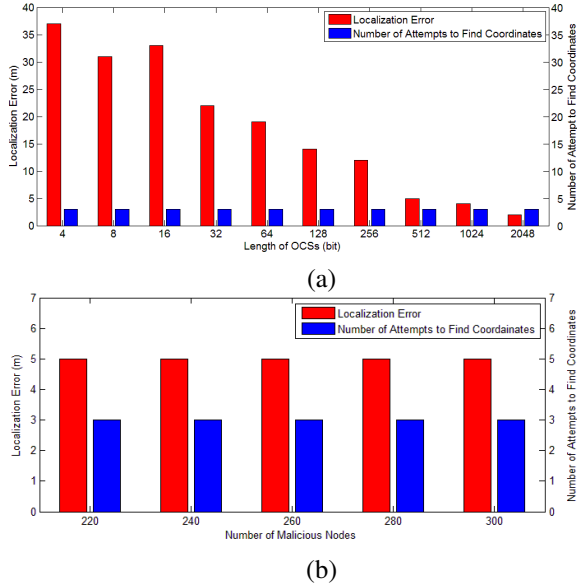 40
35
30
25
20
15
10
5
0
Localization Error (m)
Localization Error
Number of Attempts to Find Coordinates
40
35
30
25
20
15
10
5
0
Number of Attempt to Find Coordinates
4 8 16 32 64 128 256 512 1024 2048
Length of OCSs (bit)
(a)
7
6
5
4
3
2
1
0
Localization Error (m)
Localization Error
Number of Attempts to Find Coordainates
7
6
5
4
3
2
1
0
Number of Attempts to Find Coordinates
220 240 260 280 300
Number of Malicious Nodes
(b)